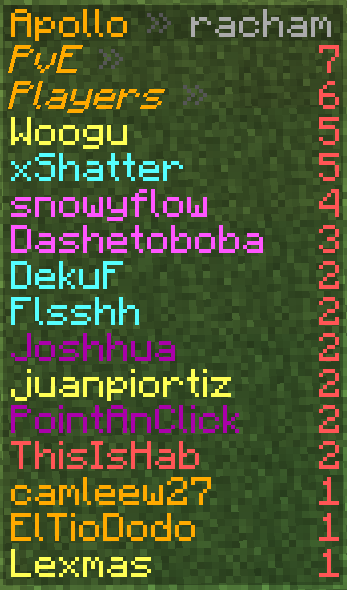 Apollo » racham
PvE » 7
Players » 6
Woogu 5
xShatter 5
snowyflow 4
Dashetoboba 3
DekuF 2
Flsshh 2
Joshhua 2
juanpiortiz 2
PointAnClick 2
ThisIsHab 2
camleew27 1
ElTioDodo 1
Lexmas 1